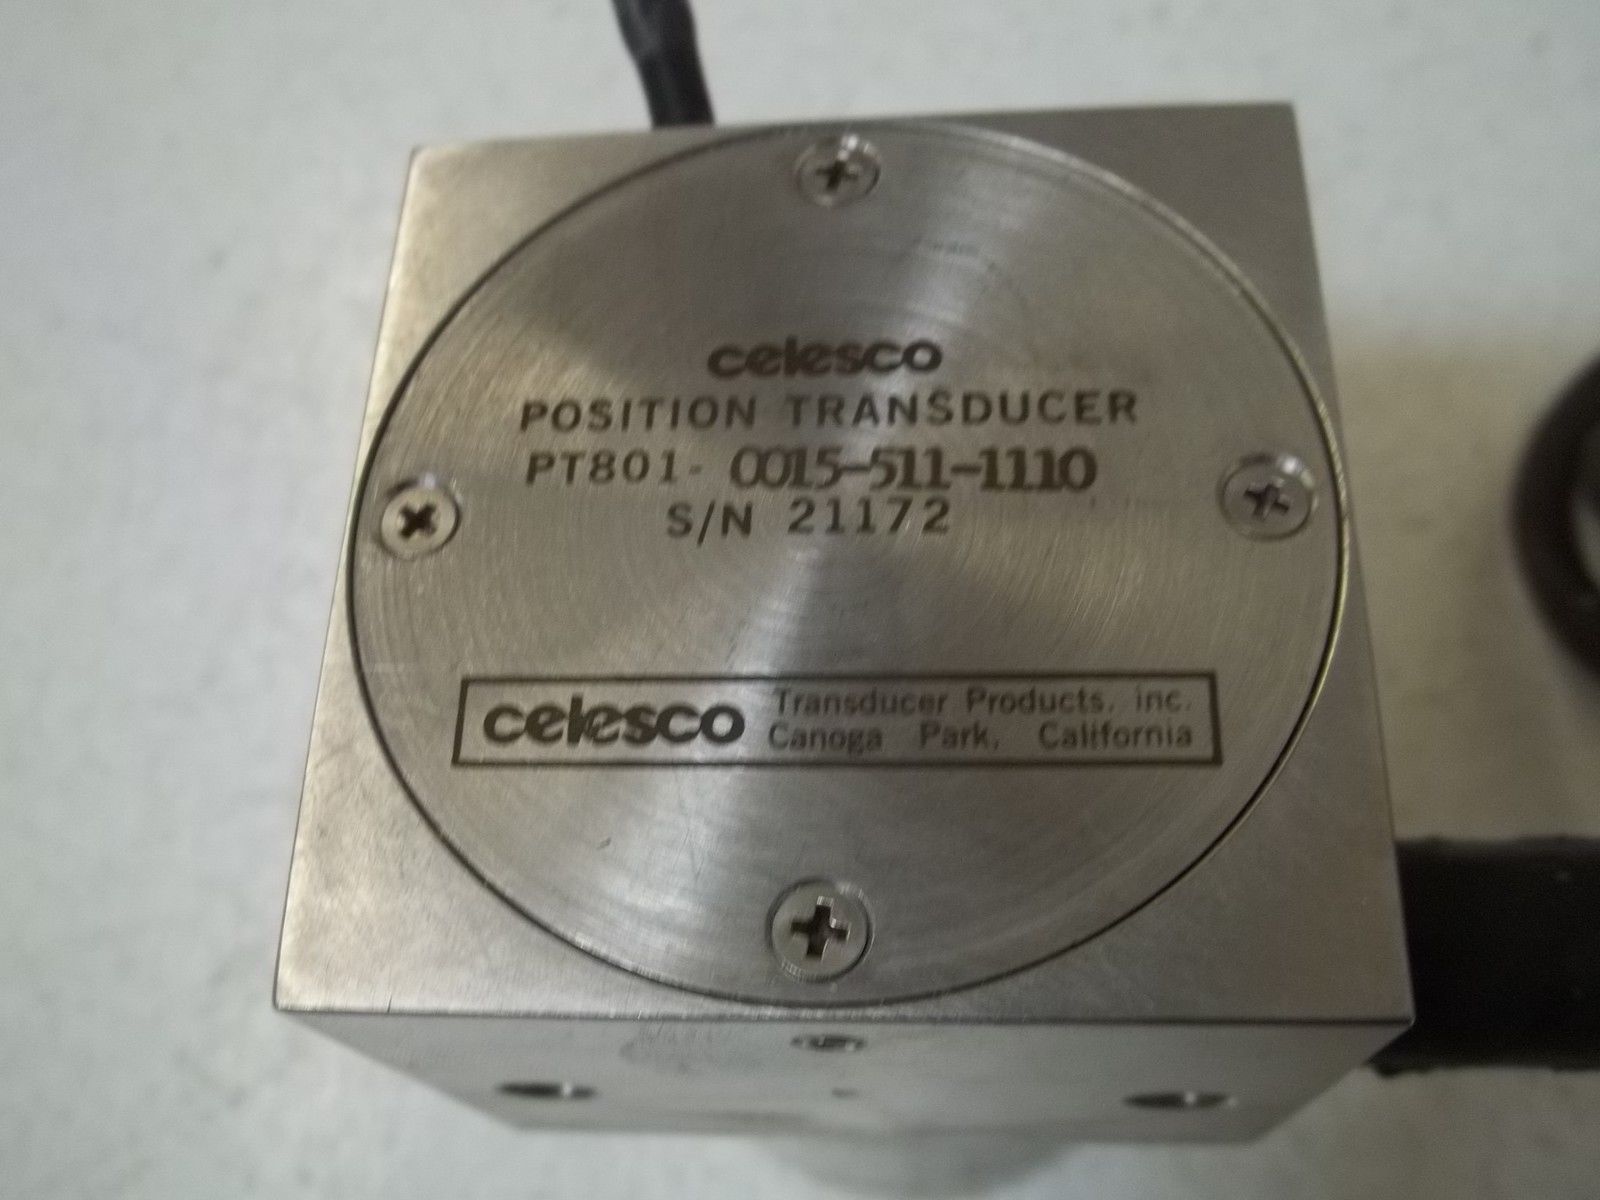 celesco
POSITION TRANSDUCER
PT801- 0015-511-1110
S/N 21172
celesco Transducer Products, inc.
Canoga Park, California